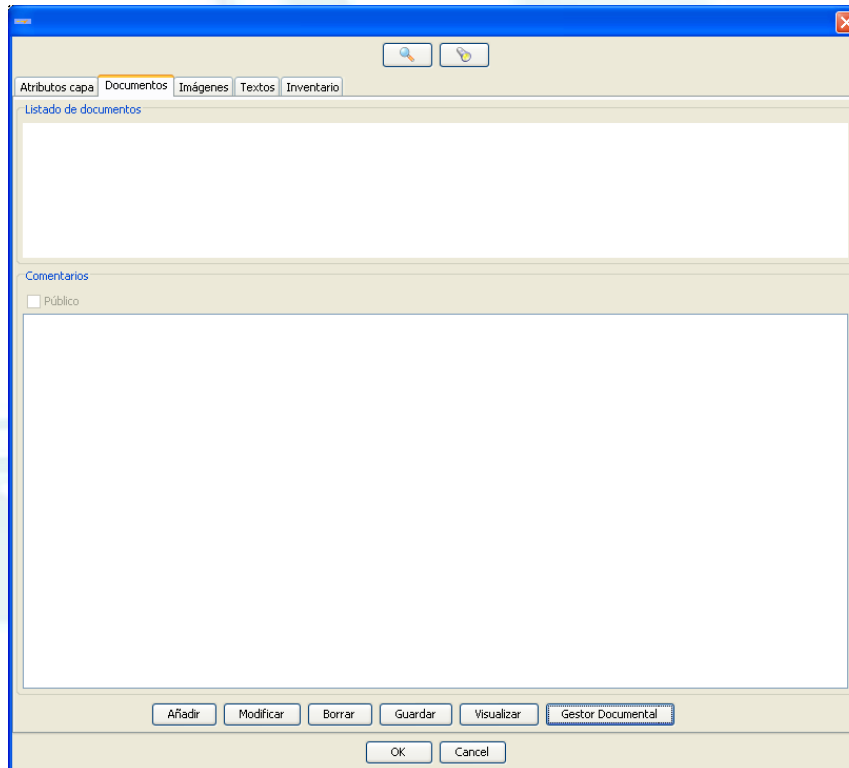 Atributos capa Documentos Imágenes Textos Inventario
Listado de documentos
Comentarios
Público
Añadir Modificar Borrar Guardar Visualizar Gestor Documental
OK Cancel